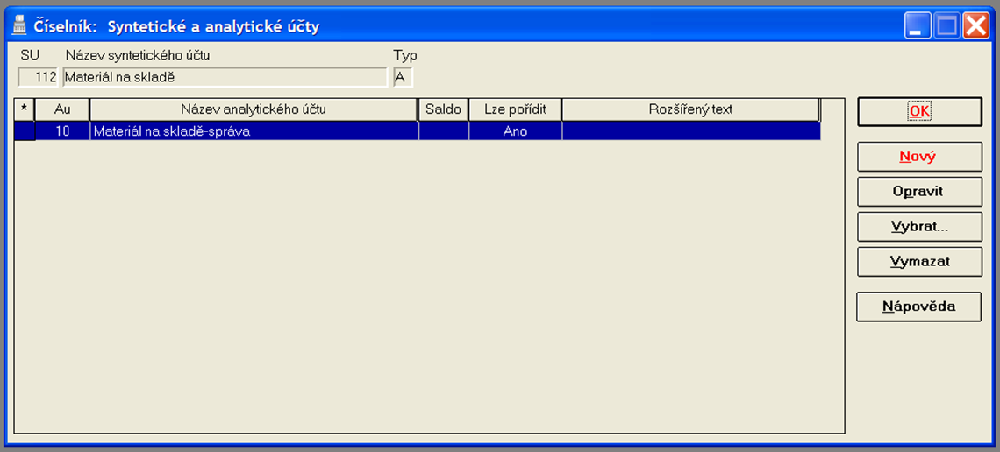 Číselník: Syntetické a analytické účty
SU Název syntetického účtu Typ
112 Materiál na skladě A
* Au Název analytického účtu Saldo Lze pořídit Rozšířený text
10 Materiál na skladě-správa Ano
OK
Nový
Opravit
Vybrat...
Vymazat
Nápověda